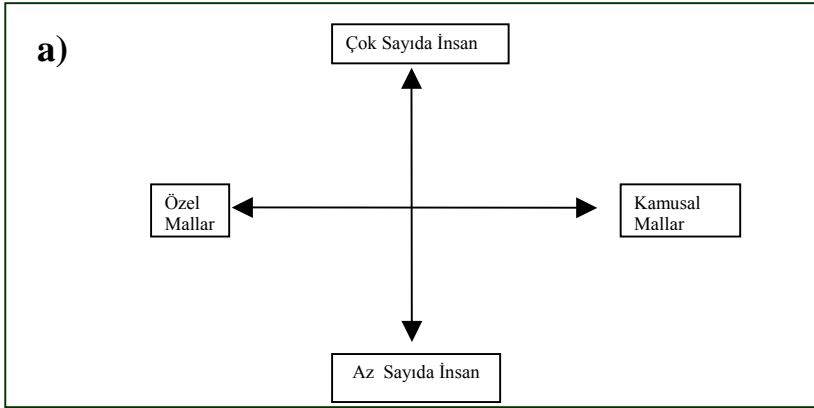 a)
Çok Sayıda İnsan
Özel
Mallar
Kamusal
Mallar
Az Sayıda İnsan